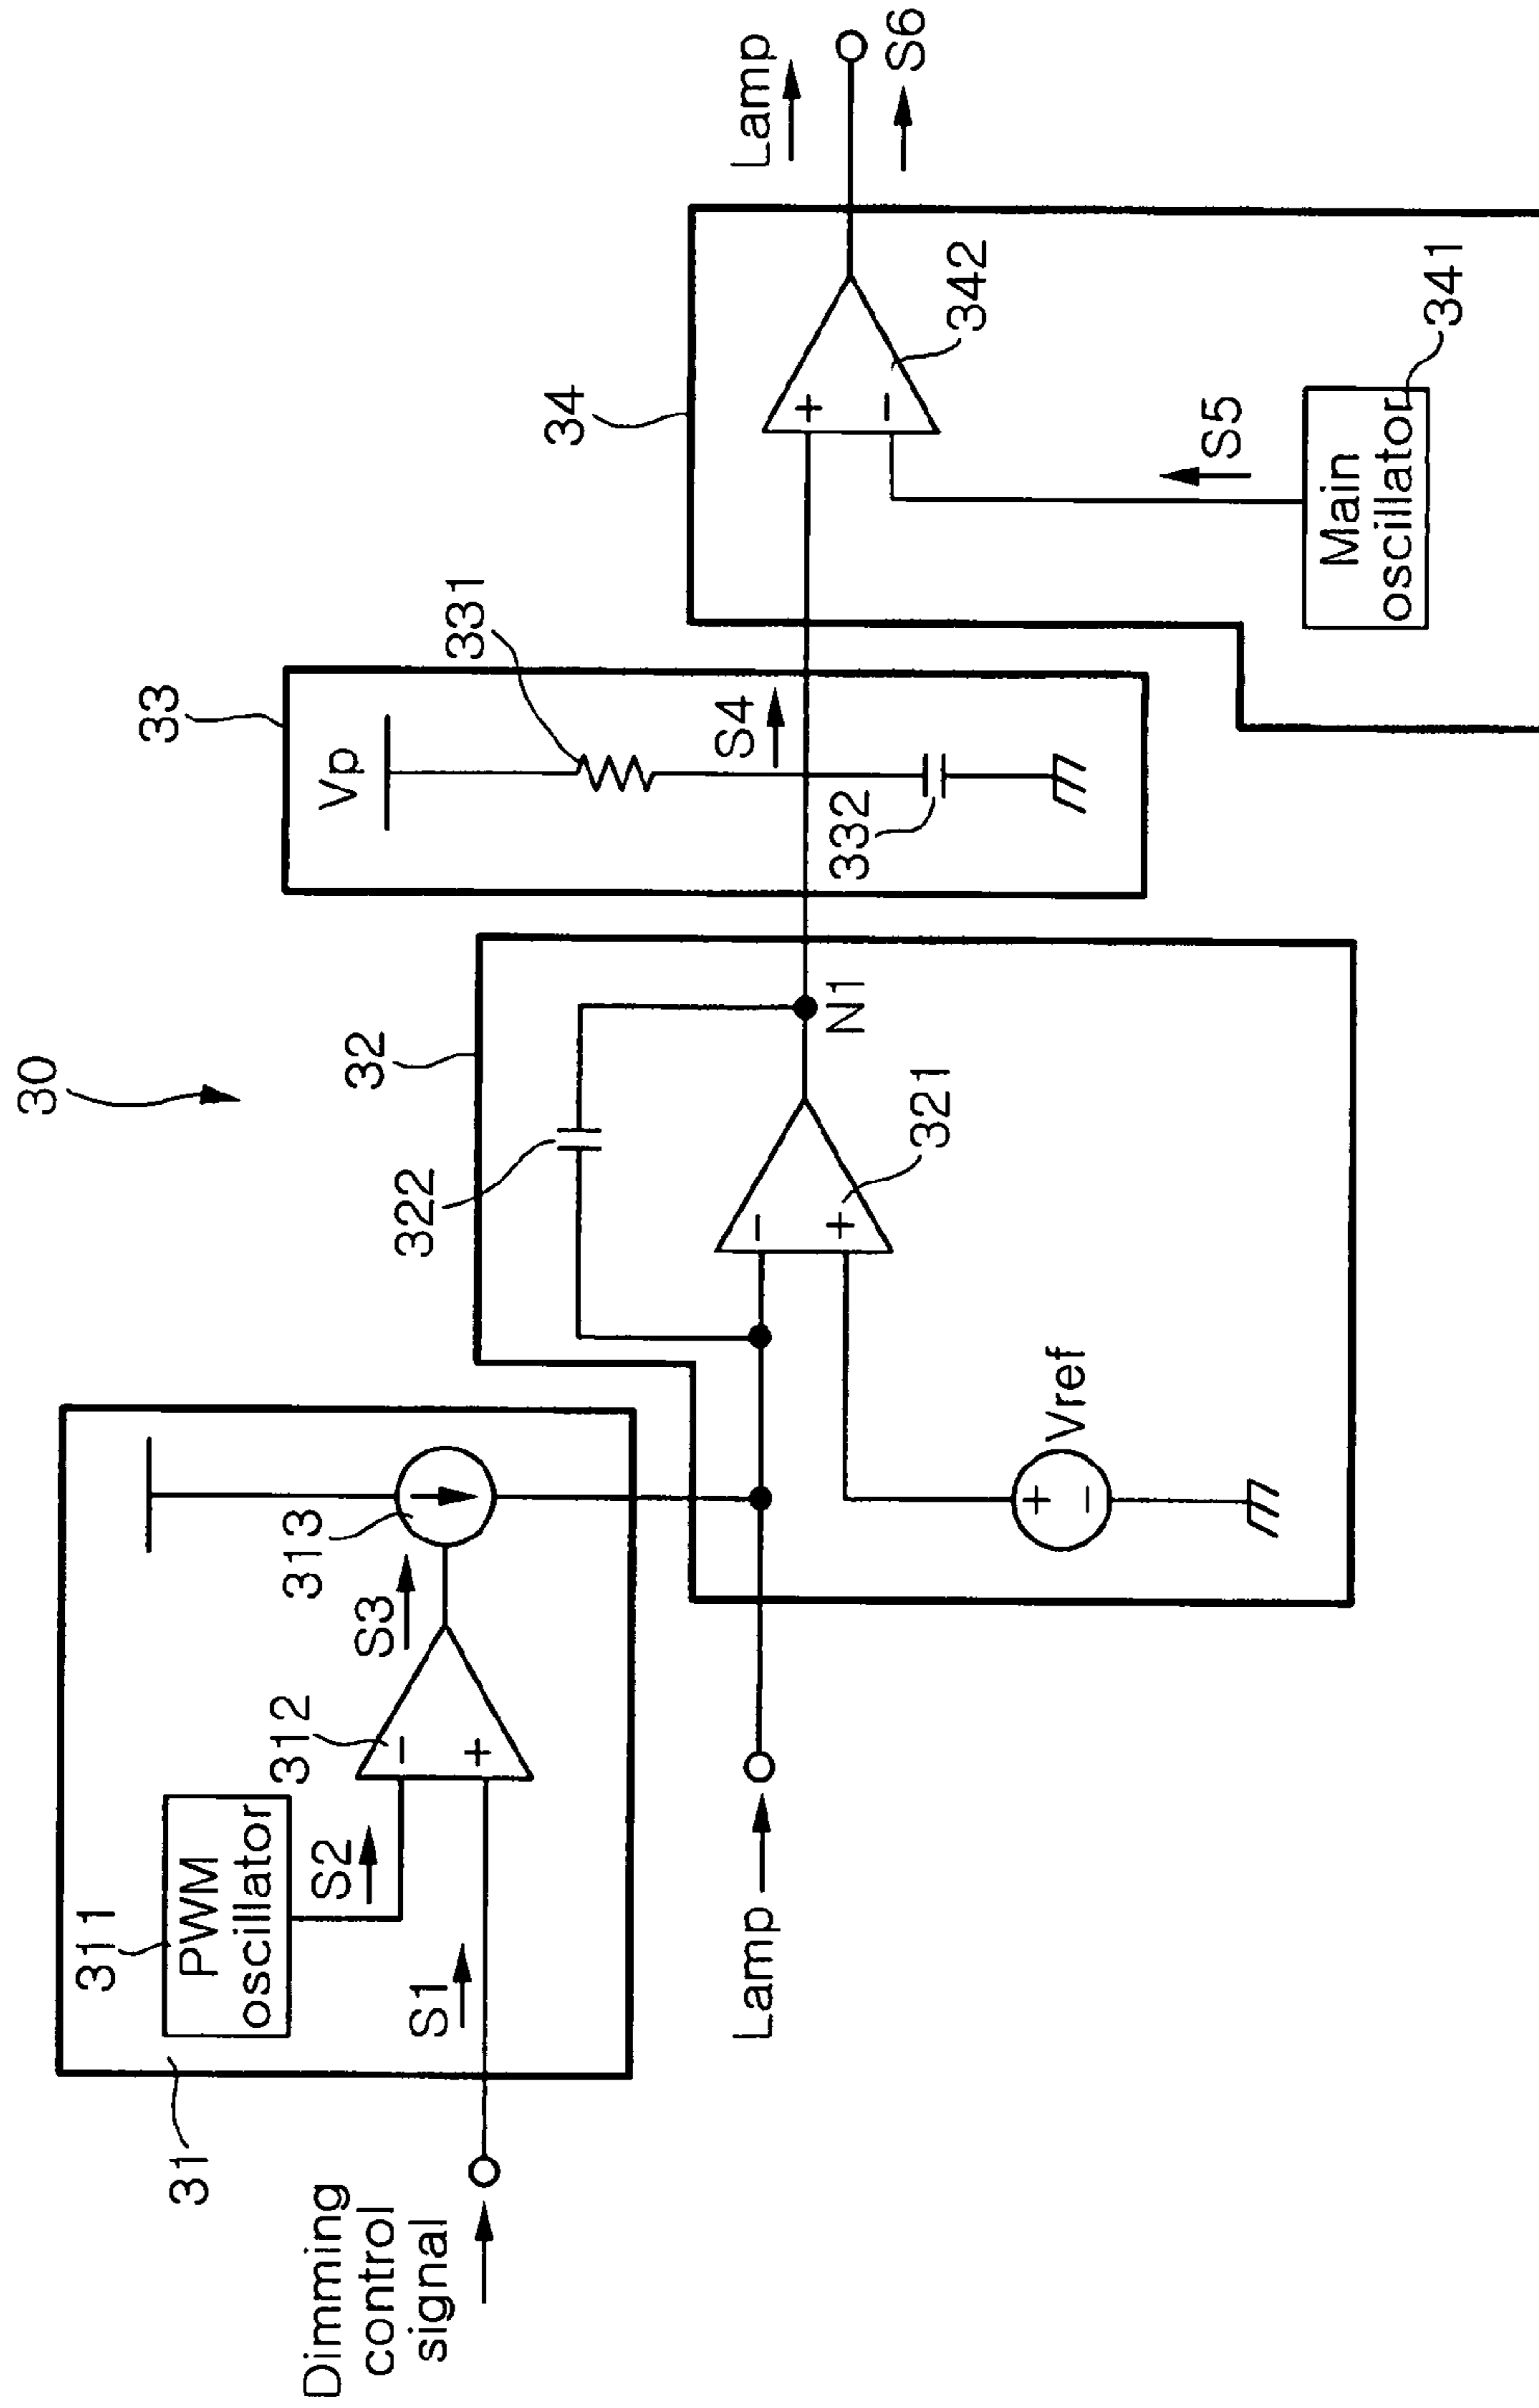 30
31
311
PWM
oscillator
S2
S1
312
-
+
S3
313
Dimming
control
signal
Lamp
32
322
-
+
321
N1
+
-
Vref
33
Vp
331
S4
332
34
+
-
342
S5
Main
oscillator
341
Lamp
S6